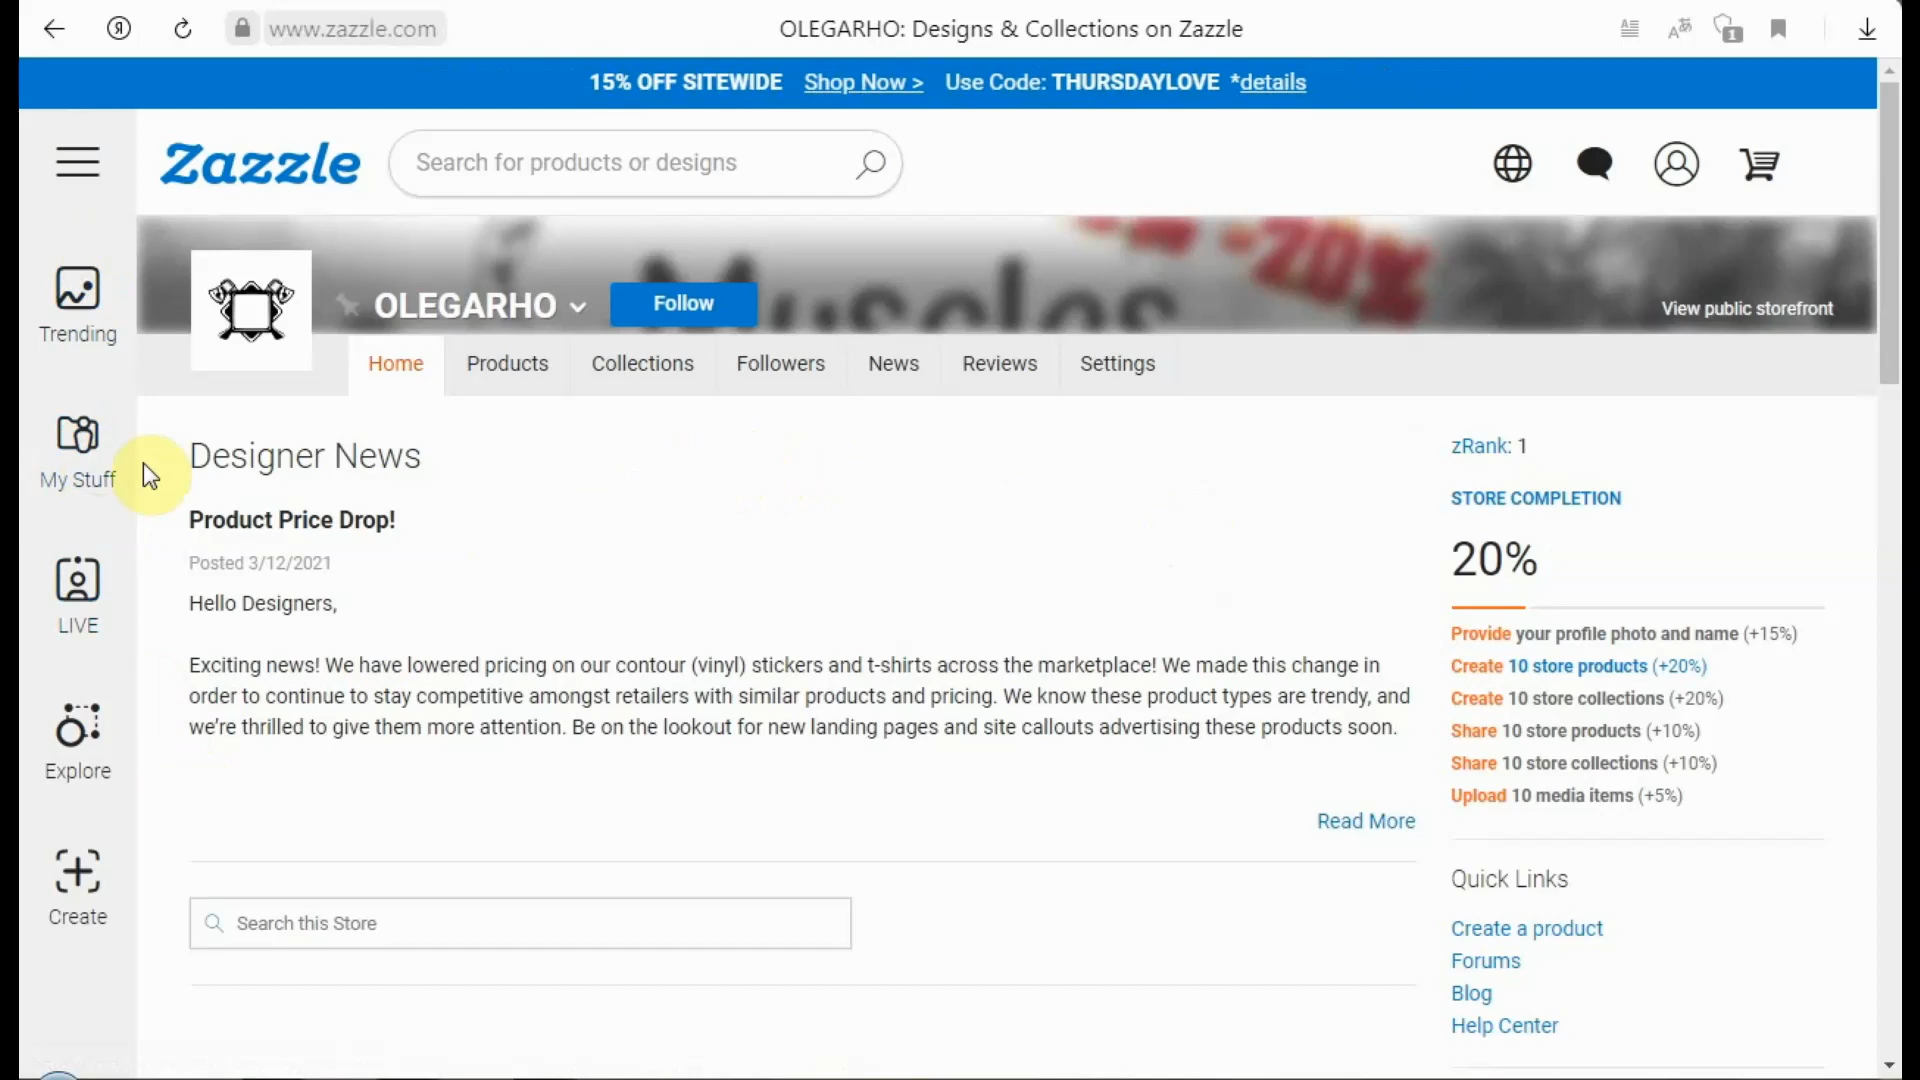 www.zazzle.com
OLEGARHO: Designs & Collections on Zazzle
1
15% OFF SITEWIDE Shop Now > Use Code: THURSDAYLOVE *details
Zazzle
Search for products or designs
-20%
Muscles
OLEGARHO
Follow
View public storefront
Home Products Collections Followers News Reviews Settings
Trending
My Stuff
LIVE
Explore
Create
Designer News
Product Price Drop!
Posted 3/12/2021
Hello Designers,
Exciting news! We have lowered pricing on our contour (vinyl) stickers and t-shirts across the marketplace! We made this change in
order to continue to stay competitive amongst retailers with similar products and pricing. We know these product types are trendy, and
we're thrilled to give them more attention. Be on the lookout for new landing pages and site callouts advertising these products soon.
Read More
Search this Store
zRank: 1
STORE COMPLETION
20%
Provide your profile photo and name (+15%)
Create 10 store products (+20%)
Create 10 store collections (+20%)
Share 10 store products (+10%)
Share 10 store collections (+10%)
Upload 10 media items (+5%)
Quick Links
Create a product
Forums
Blog
Help Center